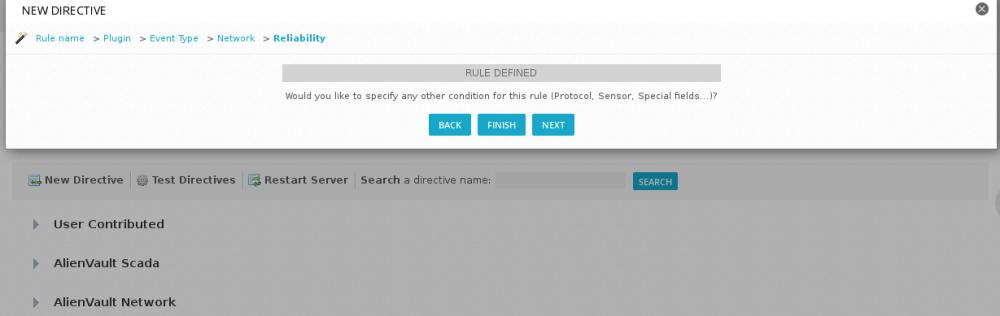 NEW DIRECTIVE
Rule name > Plugin > Event Type > Network > Reliability
RULE DEFINED
Would you like to specify any other condition for this rule (Protocol, Sensor, Special fields...)?
BACK FINISH NEXT
New Directive Test Directives Restart Server Search a directive name: SEARCH
User Contributed
AlienVault Scada
AlienVault Network